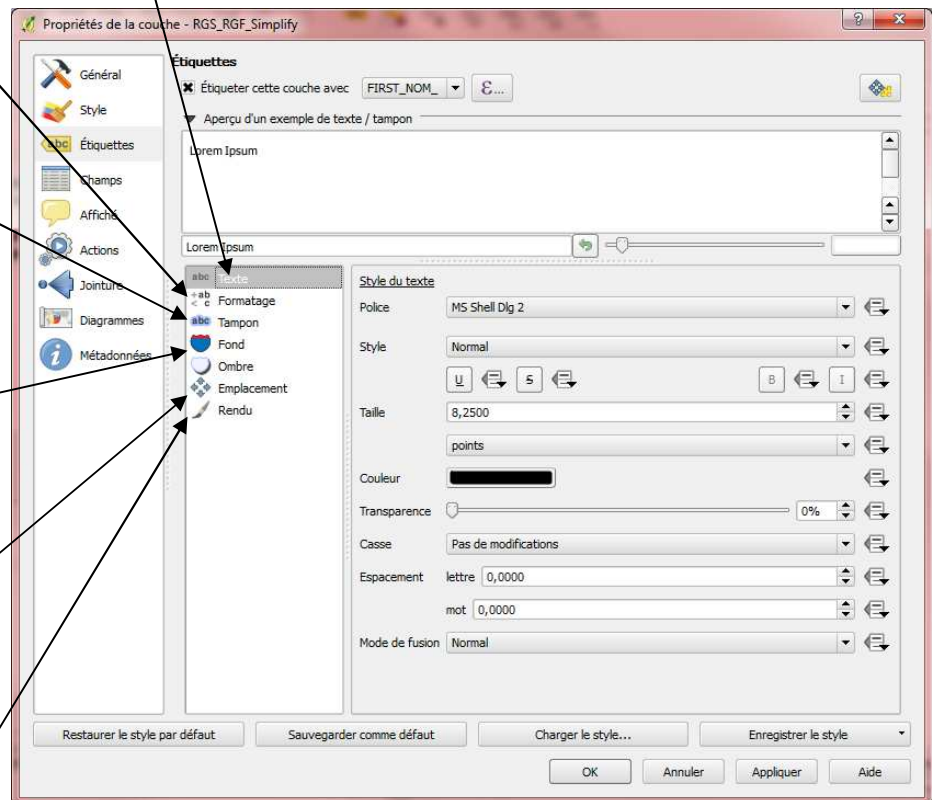 Propriétés de la couche - RGS_RGF_Simplify
Général
Style
Étiquettes
Champs
Affiché
Actions
Jointure
Diagrammes
Métadonnées
Étiquettes
Étiqueter cette couche avec FIRST_NOM_ ε...
Aperçu d'un exemple de texte / tampon
Lorem Ipsum
Lorem Ipsum
Texte
Formatage
Tampon
Fond
Ombre
Emplacement
Rendu
Style du texte
Police MS Shell Dlg 2
Style Normal
U S B I
Taille 8,2500
points
Couleur
Transparence 0%
Casse Pas de modifications
Espacement lettre 0,0000
mot 0,0000
Mode de fusion Normal
Restaurer le style par défaut Sauvegarder comme défaut Charger le style... Enregistrer le style
OK Annuler Appliquer Aide